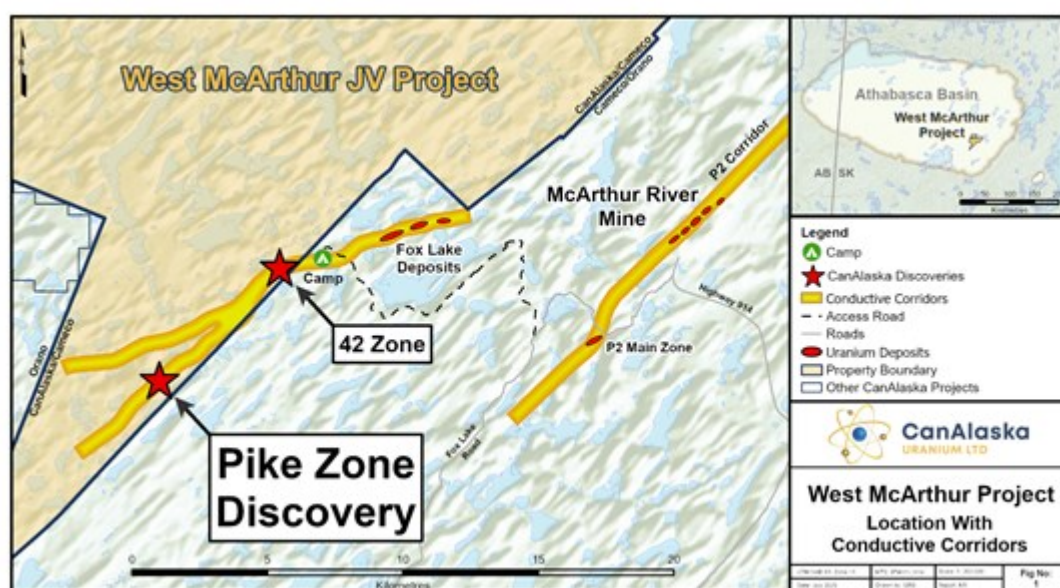 West McArthur JV Project
CanAlaska/Cameco
Cameco/Orano
McArthur River
Mine
P2 Corridor
Fox Lake
Deposits
Camp
42 Zone
P2 Main Zone
Highway 914
Fox Lake
Road
Orano
CanAlaska/Cameco
Pike Zone
Discovery
0 5 10 15 20
Kilometres
Athabasca Basin
West McArthur
Project
AB SK
Kilometres
Legend
Camp
CanAlaska Discoveries
Conductive Corridors
Access Road
Roads
Uranium Deposits
Property Boundary
Other CanAlaska Projects
CanAlaska
URANIUM LTD
West McArthur Project
Location With
Conductive Corridors
Fig No:
1